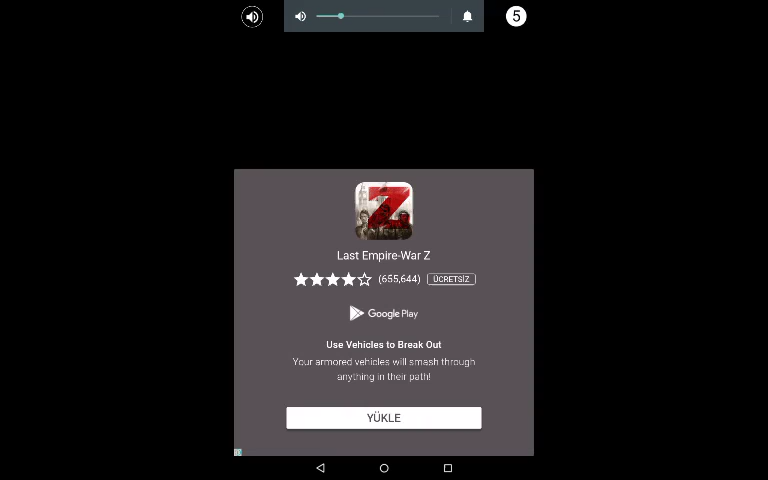 5
Z
Last Empire-War Z
(655,644) ÜCRETSİZ
Google Play
Use Vehicles to Break Out
Your armored vehicles will smash through
anything in their path!
YÜKLE